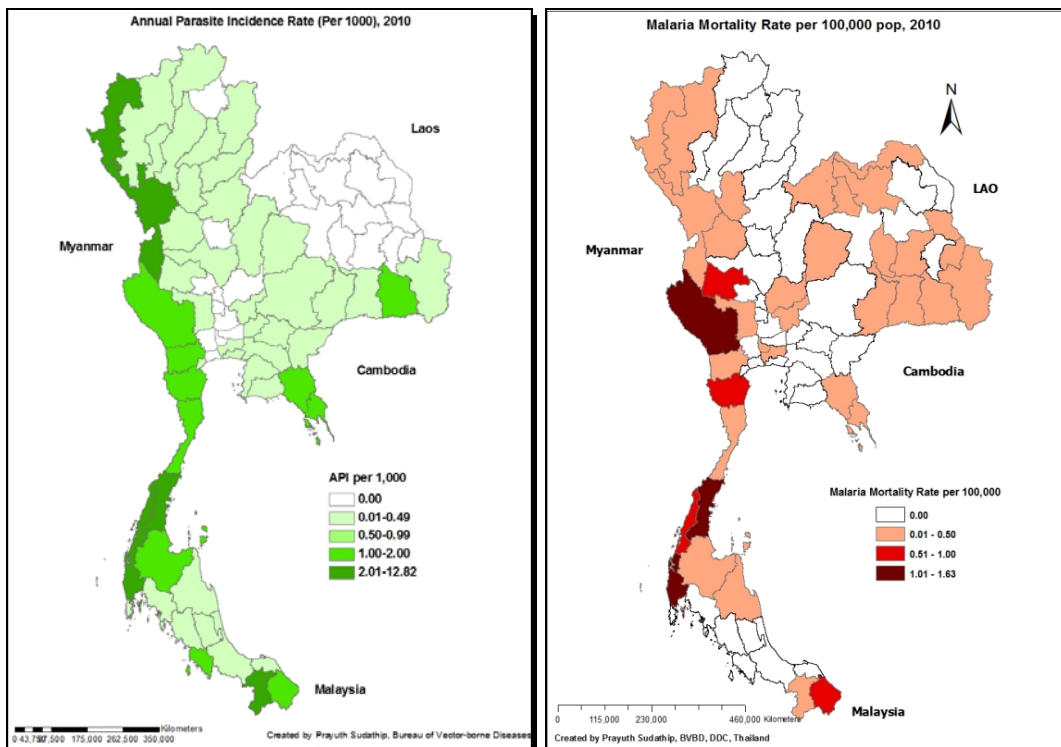 Annual Parasite Incidence Rate (Per 1000), 2010
Laos
Myanmar
Cambodia
API per 1,000
0.00
0.01-0.49
0.50-0.99
1.00-2.00
2.01-12.82
Malaysia
Kilometers
175,000 262,500 350,000
Created by Prayuth Sudathip, Bureau of Vector-borne Diseases
Malaria Mortality Rate per 100,000 pop, 2010
N
LAO
Myanmar
Cambodia
Malaria Mortality Rate per 100,000
0.00
0.01 - 0.50
0.51 - 1.00
1.01 - 1.63
Malaysia
0 115,000 230,000 460,000 Kilometers
Created by Prayuth Sudathip, BVBD, DDC, Thailand